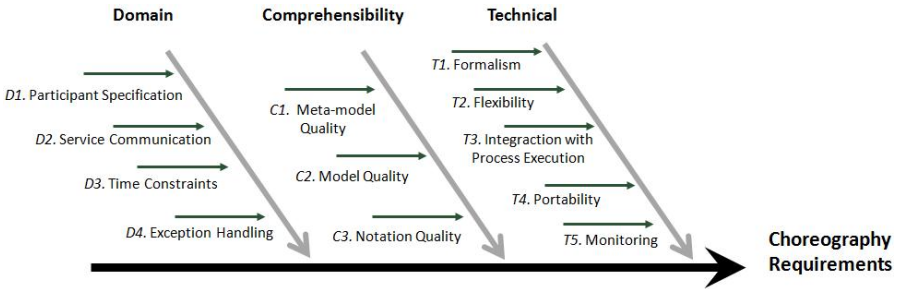 Domain
Comprehensibility
Technical
D1. Participant Specification
D2. Service Communication
D3. Time Constraints
D4. Exception Handling
C1. Meta-model
Quality
C2. Model Quality
C3. Notation Quality
T1. Formalism
T2. Flexibility
T3. Integraction with
Process Execution
T4. Portability
T5. Monitoring
Choreography
Requirements